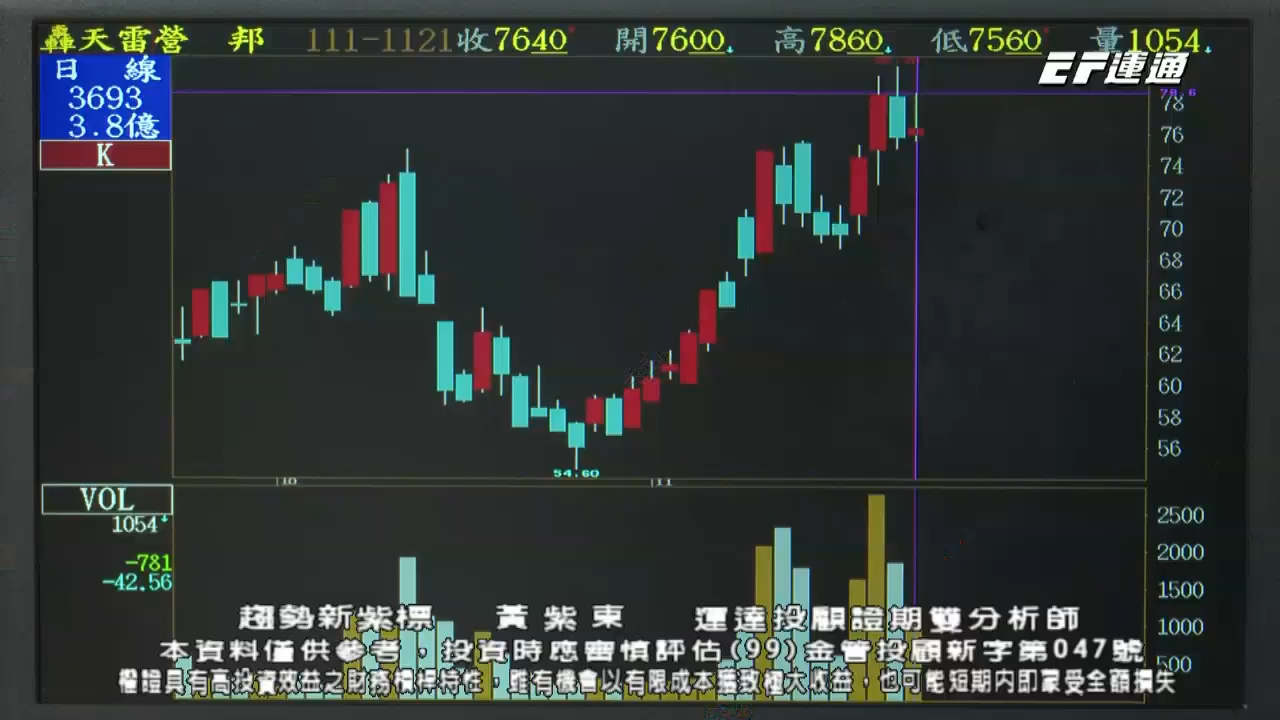 轟天雷營邦 111-1121收7640 開7600 高7860 低7560 量1054
EF運通
日線
3693
3.8億
K
78.6
78
76
74
72
70
68
66
64
62
60
58
56
54.60
10
11
VOL
1054
-781
-42.56
2500
2000
1500
1000
500
趨勢新紫標 黃紫東 運達投顧證期雙分析師
本資料僅供參考，投資時應審慎評估(99)金管投顧新字第047號
權證具有高投資效益之財務槓桿特性，雖有機會以有限成本獲致極大收益，也可能短期內即蒙受全額損失